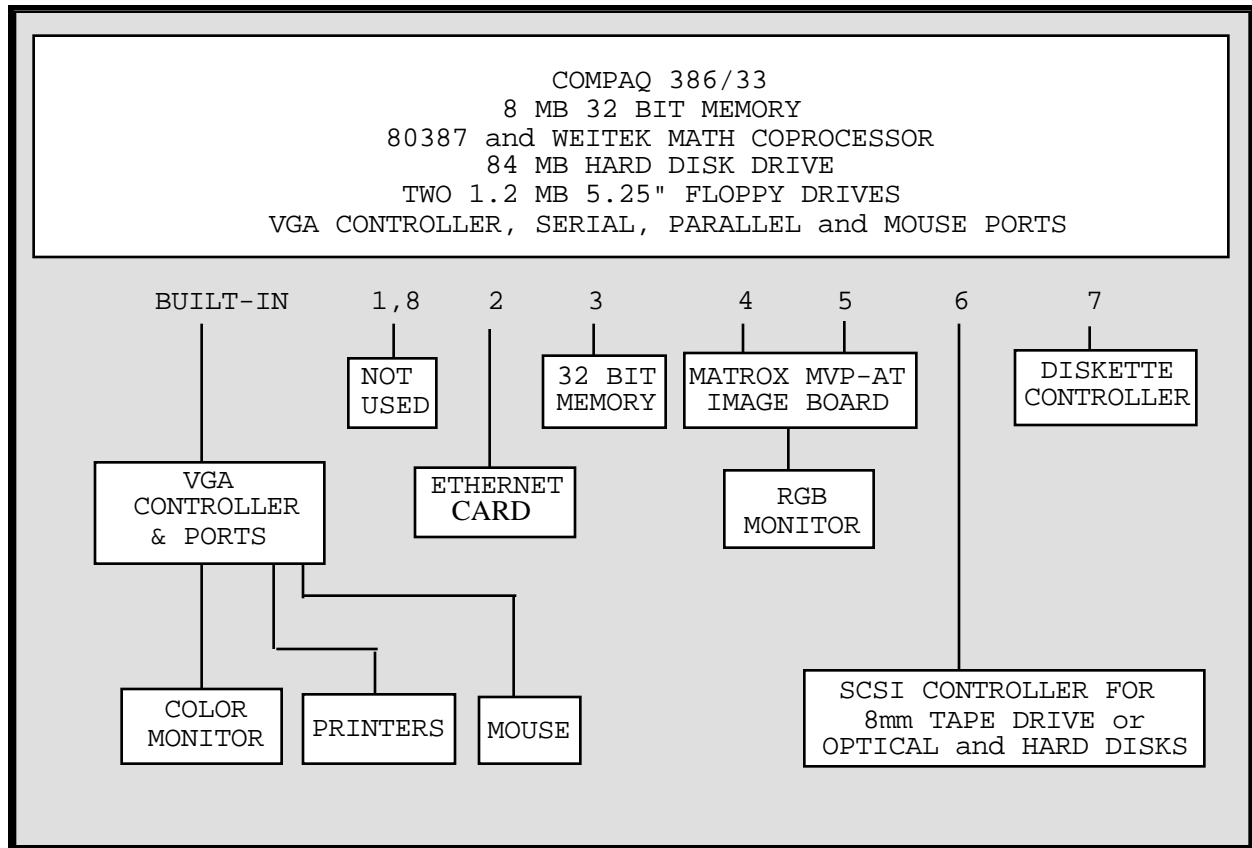 COMPAQ 386/33
8 MB 32 BIT MEMORY
80387 and WEITEK MATH COPROCESSOR
84 MB HARD DISK DRIVE
TWO 1.2 MB 5.25" FLOPPY DRIVES
VGA CONTROLLER, SERIAL, PARALLEL and MOUSE PORTS
BUILT-IN 1,8 2 3 4 5 6 7
NOT
USED
32 BIT
MEMORY
MATROX MVP-AT
IMAGE BOARD
DISKETTE
CONTROLLER
VGA
CONTROLLER
& PORTS
ETHERNET
CARD
RGB
MONITOR
COLOR
MONITOR
PRINTERS
MOUSE
SCSI CONTROLLER FOR
8mm TAPE DRIVE or
OPTICAL and HARD DISKS